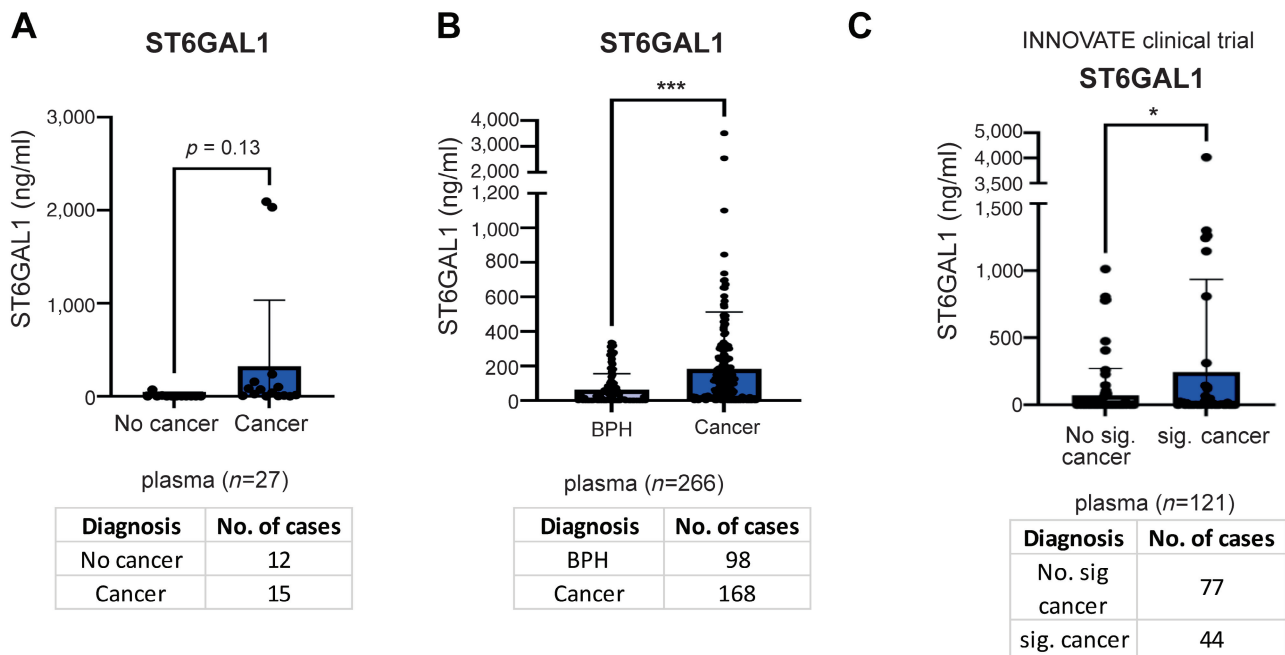 A
ST6GAL1
ST6GAL1 (ng/ml)
3,000
2,000
1,000
0
p = 0.13
No cancer
Cancer
plasma (n=27)
Diagnosis No. of cases
No cancer 12
Cancer 15
B
ST6GAL1
ST6GAL1 (ng/ml)
4,000
3,000
2,000
1,200
1,000
800
600
400
200
0
***
BPH
Cancer
plasma (n=266)
Diagnosis No. of cases
BPH 98
Cancer 168
C
INNOVATE clinical trial
ST6GAL1
ST6GAL1 (ng/ml)
5,000
4,000
3,500
1,500
1,000
500
0
*
No sig.
cancer
sig. cancer
plasma (n=121)
Diagnosis No. of cases
No. sig
cancer 77
sig. cancer 44